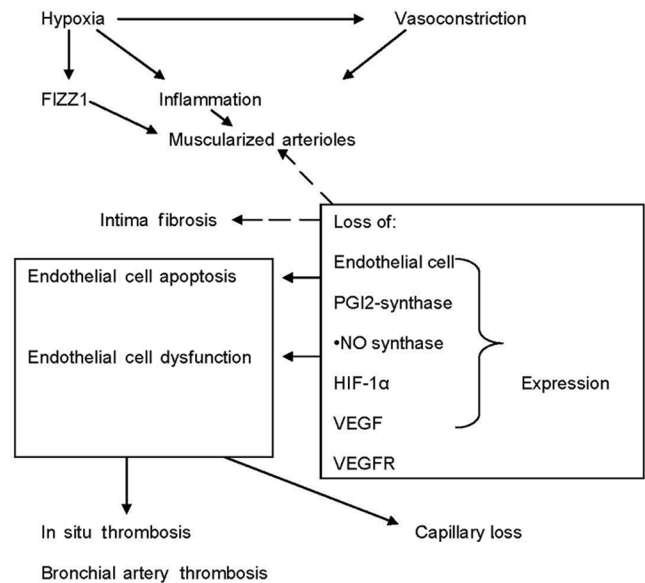 Hypoxia Vasoconstriction
FIZZ1 Inflammation
Muscularized arterioles
Intima fibrosis Loss of:
Endothelial cell apoptosis Endothelial cell
PGI2-synthase
Endothelial cell dysfunction •NO synthase
HIF-1α Expression
VEGF
VEGFR
In situ thrombosis Capillary loss
Bronchial artery thrombosis